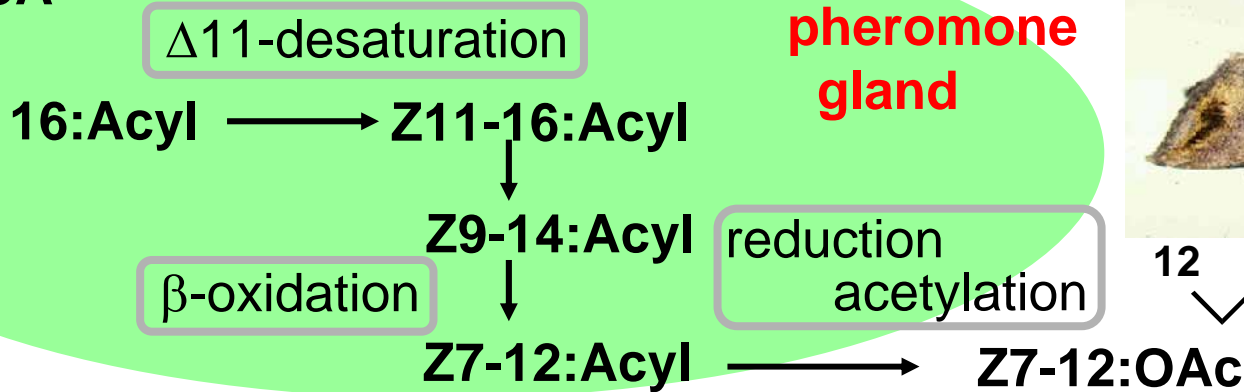 Δ11-desaturation
pheromone
gland
16:Acyl → Z11-16:Acyl
↓
Z9-14:Acyl
reduction
acetylation
12
β-oxidation
↓
Z7-12:Acyl → Z7-12:OAc